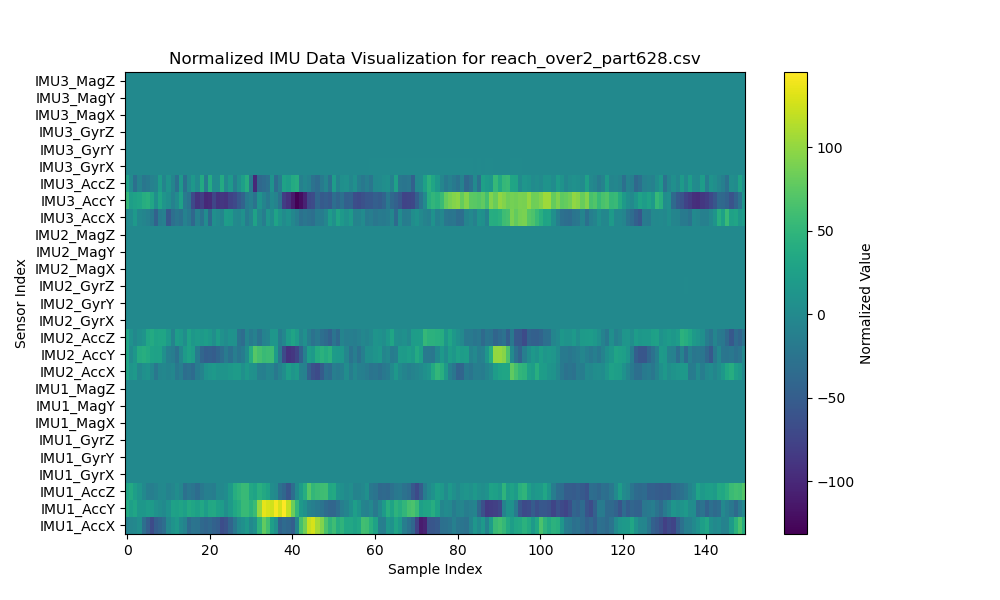 Normalized IMU Data Visualization for reach_over2_part628.csv
IMU3_MagZ
IMU3_MagY
IMU3_MagX
IMU3_GyrZ
IMU3_GyrY
IMU3_GyrX
IMU3_AccZ
IMU3_AccY
IMU3_AccX
IMU2_MagZ
IMU2_MagY
IMU2_MagX
IMU2_GyrZ
IMU2_GyrY
IMU2_GyrX
IMU2_AccZ
IMU2_AccY
IMU2_AccX
IMU1_MagZ
IMU1_MagY
IMU1_MagX
IMU1_GyrZ
IMU1_GyrY
IMU1_GyrX
IMU1_AccZ
IMU1_AccY
IMU1_AccX
Sensor Index
0 20 40 60 80 100 120 140
Sample Index
100
50
0
−50
−100
Normalized Value